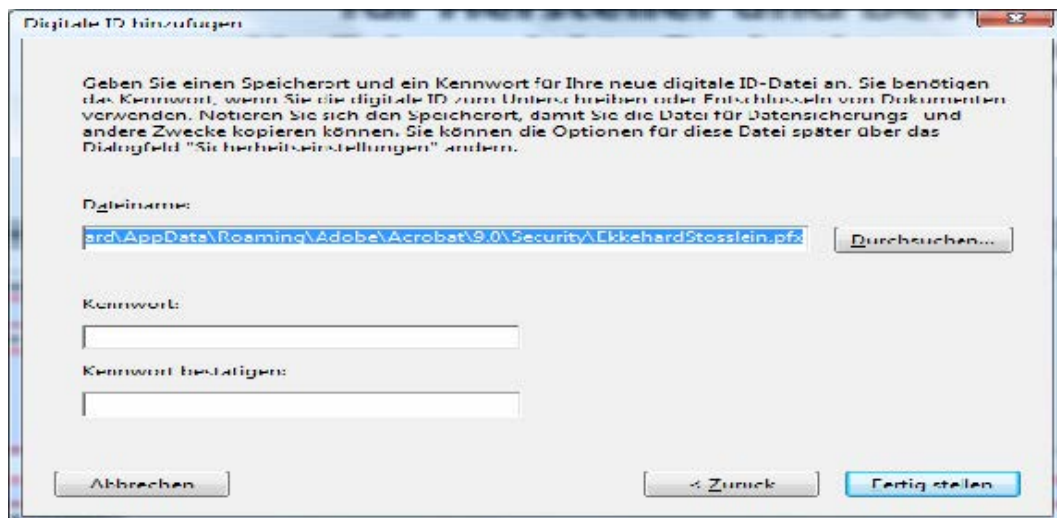 Digitale ID hinzufügen
Geben Sie einen Speicherort und ein Kennwort für Ihre neue digitale ID-Datei an. Sie benötigen
das Kennwort, wenn Sie die digitale ID zum Unterschreiben oder Entschlüsseln von Dokumenten
verwenden. Notieren Sie sich den Speicherort, damit Sie die Datei für Datensicherungs- und
andere Zwecke kopieren können. Sie können die Optionen für diese Datei später über das
Dialogfeld "Sicherheitseinstellungen" ändern.
Dateiname:
ard\AppData\Roaming\Adobe\Acrobat\9.0\Security\EkkehardStosslein.pfx
Durchsuchen...
Kennwort:
Kennwort bestätigen:
Abbrechen
< Zurück
Fertig stellen